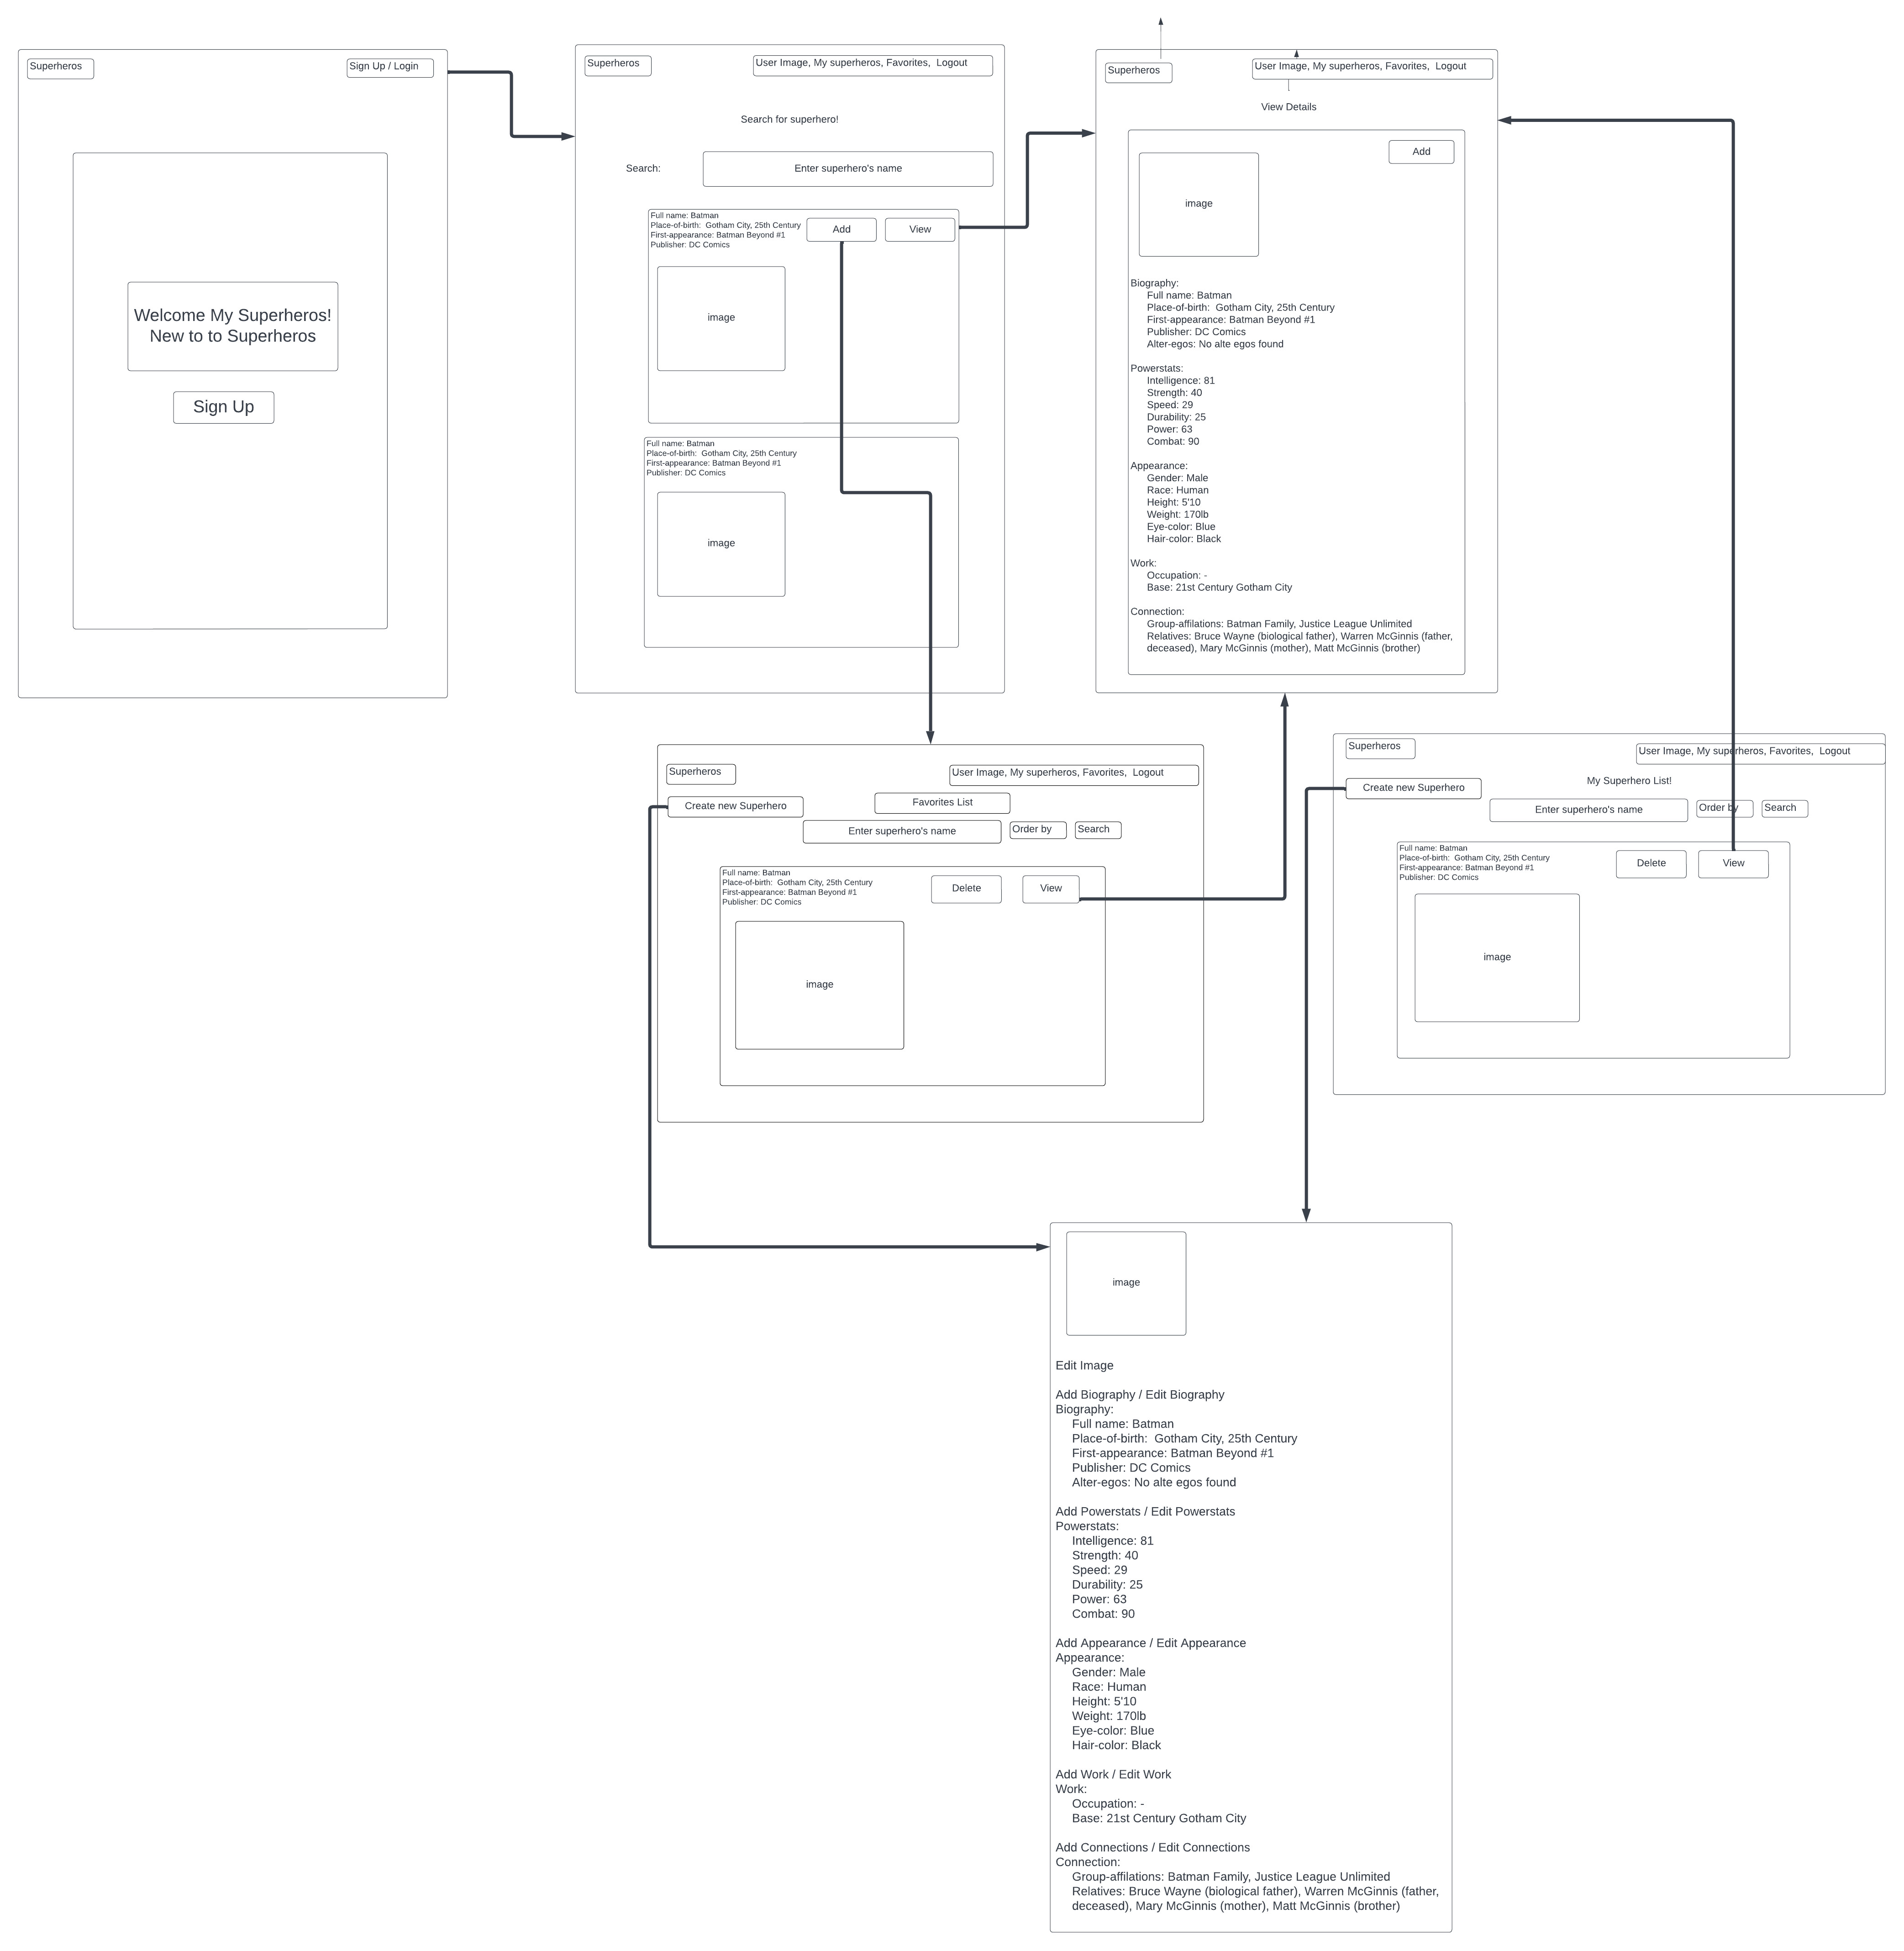 Superheros
Sign Up / Login
Welcome My Superheros!
New to to Superheros
Sign Up
Superheros
User Image, My superheros, Favorites,  Logout
Search for superhero!
Search:
Enter superhero's name
Full name: Batman
Place-of-birth:  Gotham City, 25th Century
First-appearance: Batman Beyond #1
Publisher: DC Comics
Add
View
image
Full name: Batman
Place-of-birth:  Gotham City, 25th Century
First-appearance: Batman Beyond #1
Publisher: DC Comics
image
Superheros
User Image, My superheros, Favorites,  Logout
View Details
Add
image
Biography:
Full name: Batman
Place-of-birth:  Gotham City, 25th Century
First-appearance: Batman Beyond #1
Publisher: DC Comics
Alter-egos: No alte egos found
Powerstats:
Intelligence: 81
Strength: 40
Speed: 29
Durability: 25
Power: 63
Combat: 90
Appearance:
Gender: Male
Race: Human
Height: 5'10
Weight: 170lb
Eye-color: Blue
Hair-color: Black
Work:
Occupation: -
Base: 21st Century Gotham City
Connection:
Group-affilations: Batman Family, Justice League Unlimited
Relatives: Bruce Wayne (biological father), Warren McGinnis (father,
deceased), Mary McGinnis (mother), Matt McGinnis (brother)
Superheros
User Image, My superheros, Favorites,  Logout
Create new Superhero
Favorites List
Enter superhero's name
Order by
Search
Full name: Batman
Place-of-birth:  Gotham City, 25th Century
First-appearance: Batman Beyond #1
Publisher: DC Comics
Delete
View
image
Superheros
User Image, My superheros, Favorites,  Logout
My Superhero List!
Create new Superhero
Enter superhero's name
Order by
Search
Full name: Batman
Place-of-birth:  Gotham City, 25th Century
First-appearance: Batman Beyond #1
Publisher: DC Comics
Delete
View
image
image
Edit Image
Add Biography / Edit Biography
Biography:
Full name: Batman
Place-of-birth:  Gotham City, 25th Century
First-appearance: Batman Beyond #1
Publisher: DC Comics
Alter-egos: No alte egos found
Add Powerstats / Edit Powerstats
Powerstats:
Intelligence: 81
Strength: 40
Speed: 29
Durability: 25
Power: 63
Combat: 90
Add Appearance / Edit Appearance
Appearance:
Gender: Male
Race: Human
Height: 5'10
Weight: 170lb
Eye-color: Blue
Hair-color: Black
Add Work / Edit Work
Work:
Occupation: -
Base: 21st Century Gotham City
Add Connections / Edit Connections
Connection:
Group-affilations: Batman Family, Justice League Unlimited
Relatives: Bruce Wayne (biological father), Warren McGinnis (father,
deceased), Mary McGinnis (mother), Matt McGinnis (brother)